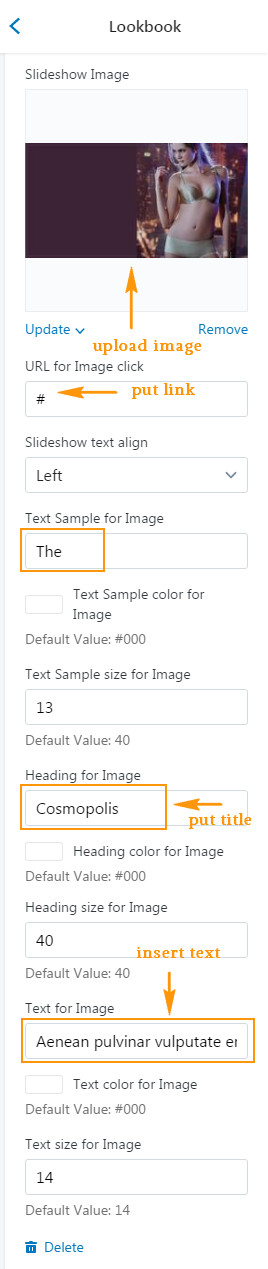 Lookbook
Slideshow Image
Update
Remove
upload image
URL for Image click
#
put link
Slideshow text align
Left
Text Sample for Image
The
Text Sample color for
Image
Default Value: #000
Text Sample size for Image
13
Default Value: 40
Heading for Image
Cosmopolis
put title
Heading color for Image
Default Value: #000
Heading size for Image
40
Default Value: 40
insert text
Text for Image
Aenean pulvinar vulputate er
Text color for Image
Default Value: #000
Text size for Image
14
Default Value: 14
Delete